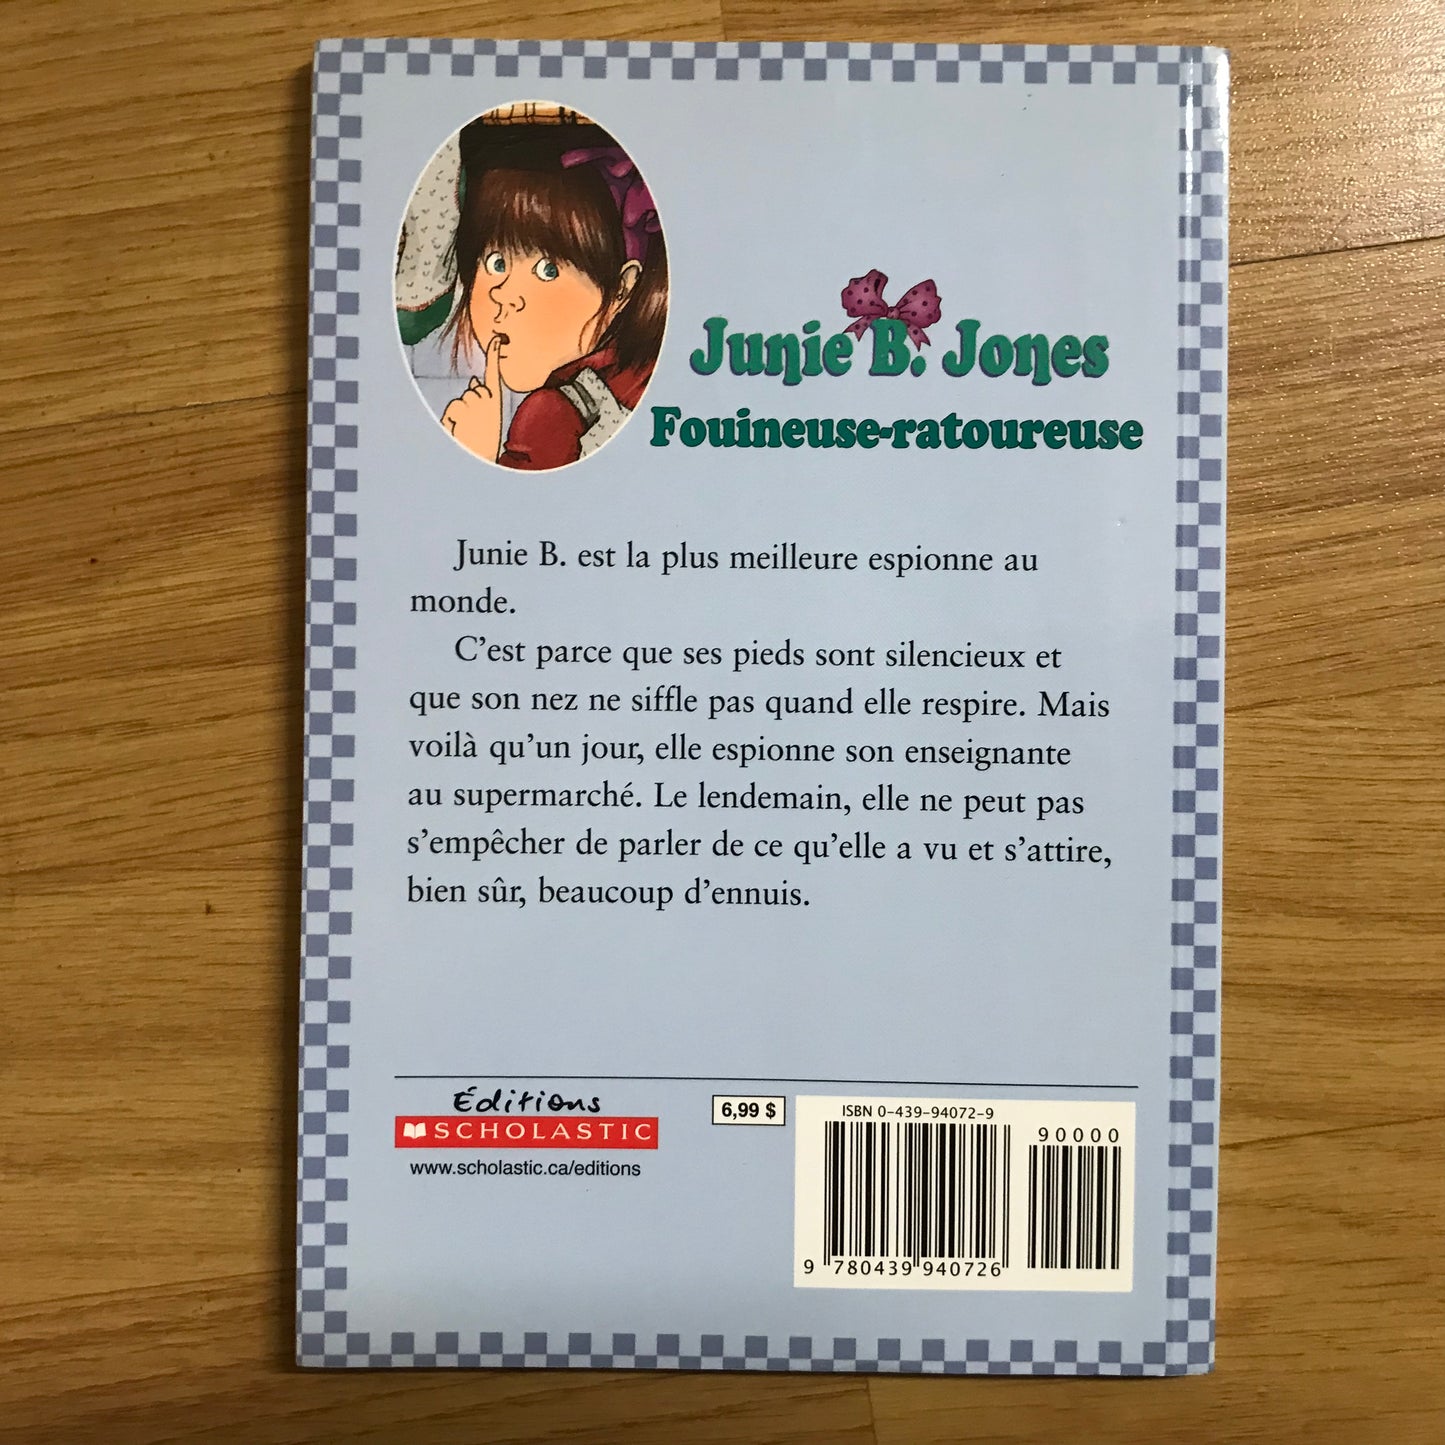 Junie B. Jones
Fouineuse-ratoureuse
Junie B. est la plus meilleure espionne au
monde.
C'est parce que ses pieds sont silencieux et
que son nez ne siffle pas quand elle respire. Mais
voilà qu'un jour, elle espionne son enseignante
au supermarché. Le lendemain, elle ne peut pas
s'empêcher de parler de ce qu'elle a vu et s'attire,
bien sûr, beaucoup d'ennuis.
Éditions
SCHOLASTIC
www.scholastic.ca/editions
6,99 $
ISBN 0-439-94072-9
90000
9 780439 940726